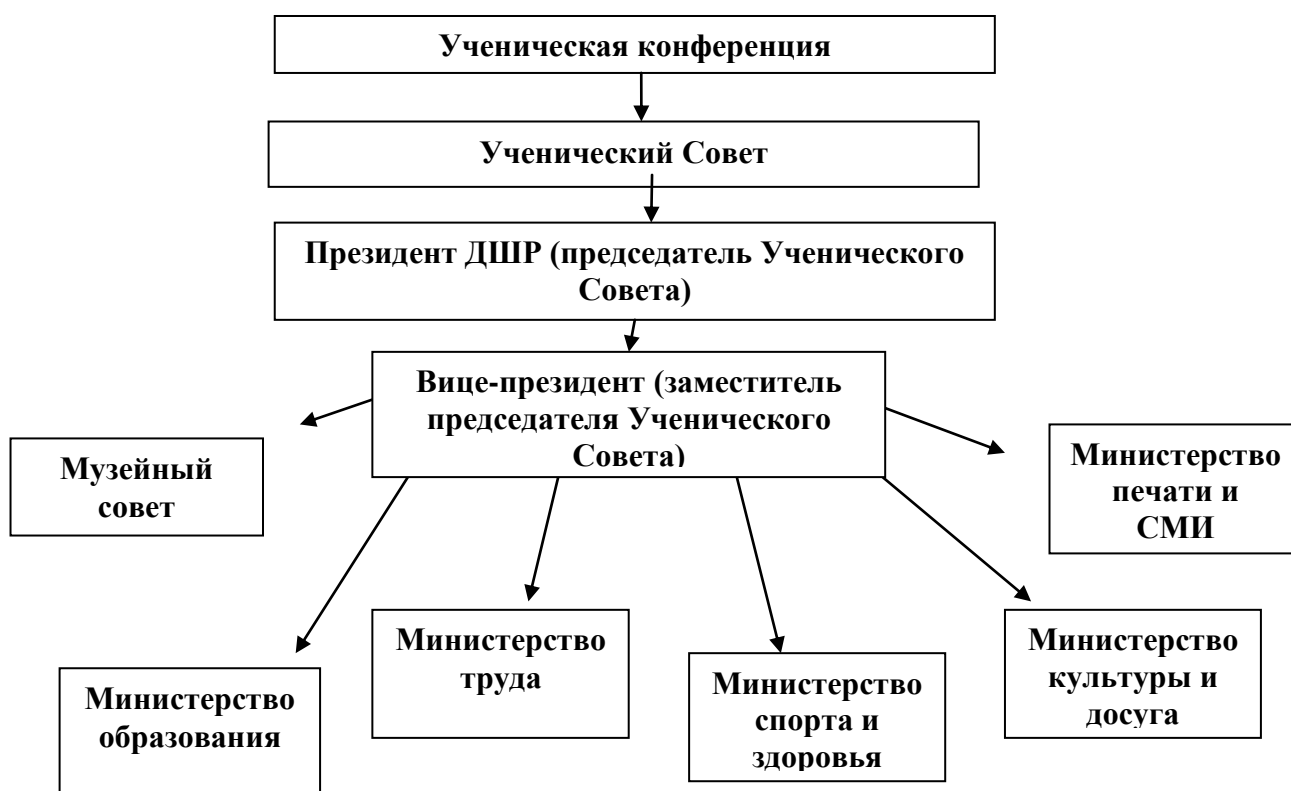 Ученическая конференция
Ученический Совет
Президент ДШР (председатель Ученического
Совета)
Вице-президент (заместитель
председателя Ученического
Совета)
Музейный
совет
Министерство
печати и
СМИ
Министерство
образования
Министерство
труда
Министерство
спорта и
здоровья
Министерство
культуры и
досуга